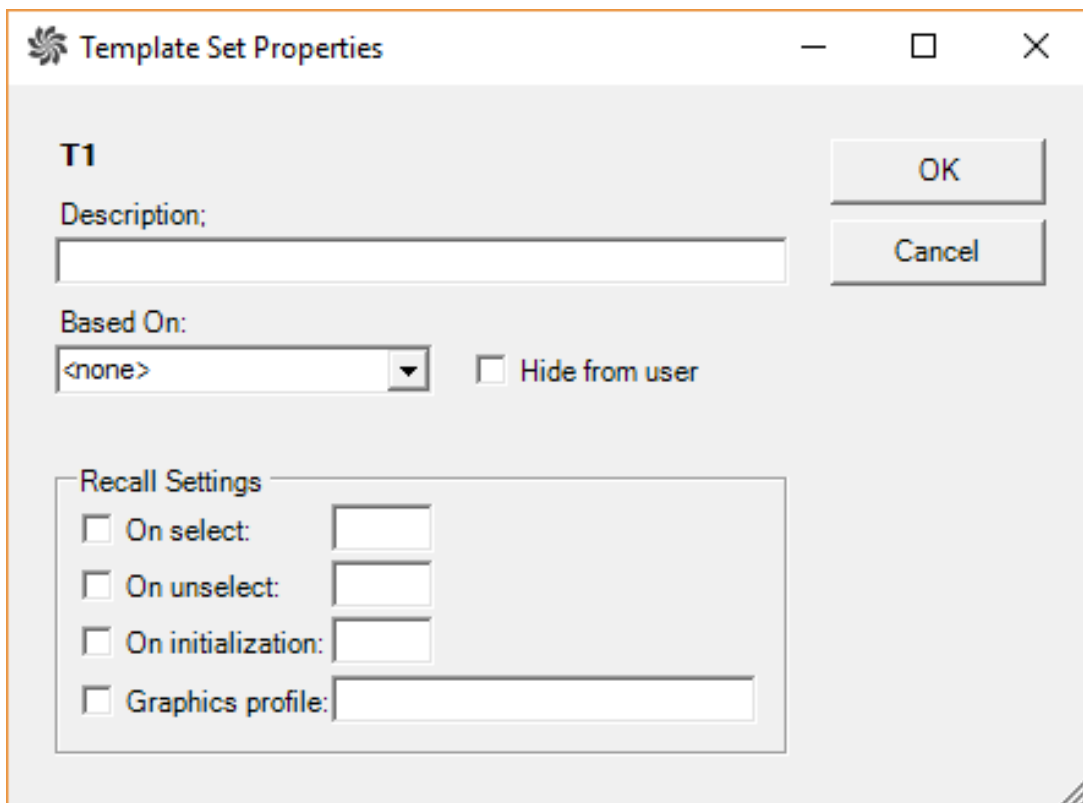 Template Set Properties
T1
OK
Description;
Cancel
Based On:
<none>
Hide from user
Recall Settings
On select:
On unselect:
On initialization:
Graphics profile: